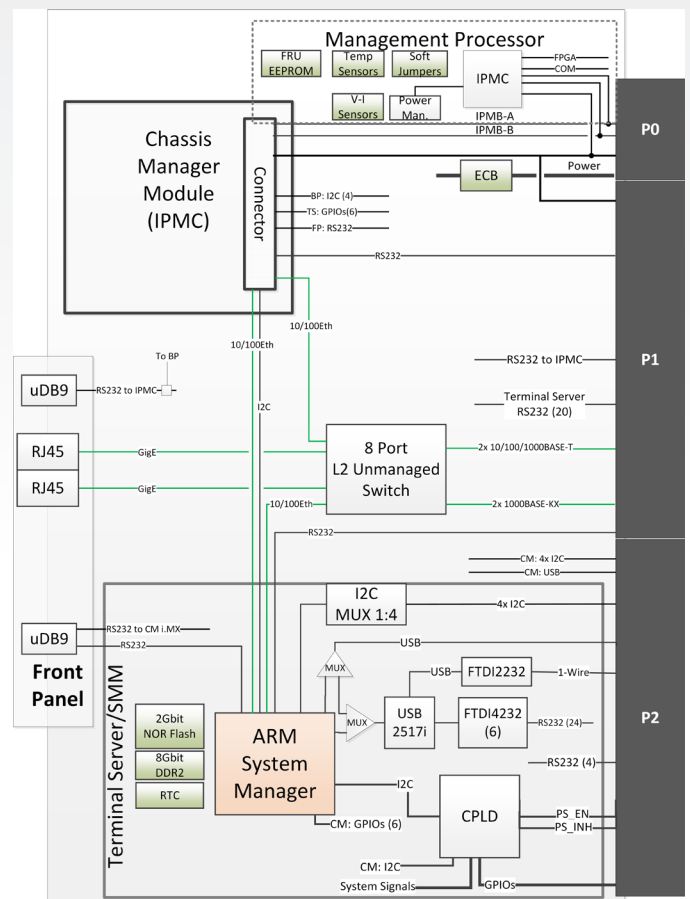 Management Processor
FRU
EEPROM
Temp
Sensors
Soft
Jumpers
IPMC
FPGA
COM
V-I
Sensors
Power
Man.
IPMB-A
IPMB-B
P0
Chassis
Manager
Module
(IPMC)
Connector
ECB
Power
BP: I2C (4)
TS: GPIOs(6)
FP: RS232
RS232
10/100Eth
10/100Eth
To BP
P1
uDB9
RS232 to IPMC
RS232 to IPMC
I2C
Terminal Server
RS232 (20)
RJ45
GigE
8 Port
L2 Unmanaged
Switch
2x 10/100/1000BASE-T
RJ45
GigE
10/100Eth
2x 1000BASE-KX
RS232
CM: 4x I2C
CM: USB
I2C
MUX 1:4
4x I2C
uDB9
RS232 to CM i.MX
RS232
Front
Panel
Terminal Server/SMM
USB
MUX
USB
FTDI2232
1-Wire
MUX
USB
2517i
FTDI4232
(6)
RS232 (24)
P2
2Gbit
NOR Flash
8Gbit
DDR2
RTC
ARM
System
Manager
RS232 (4)
I2C
CPLD
PS_EN
PS_INH
CM: GPIOs (6)
CM: I2C
System Signals
GPIOs